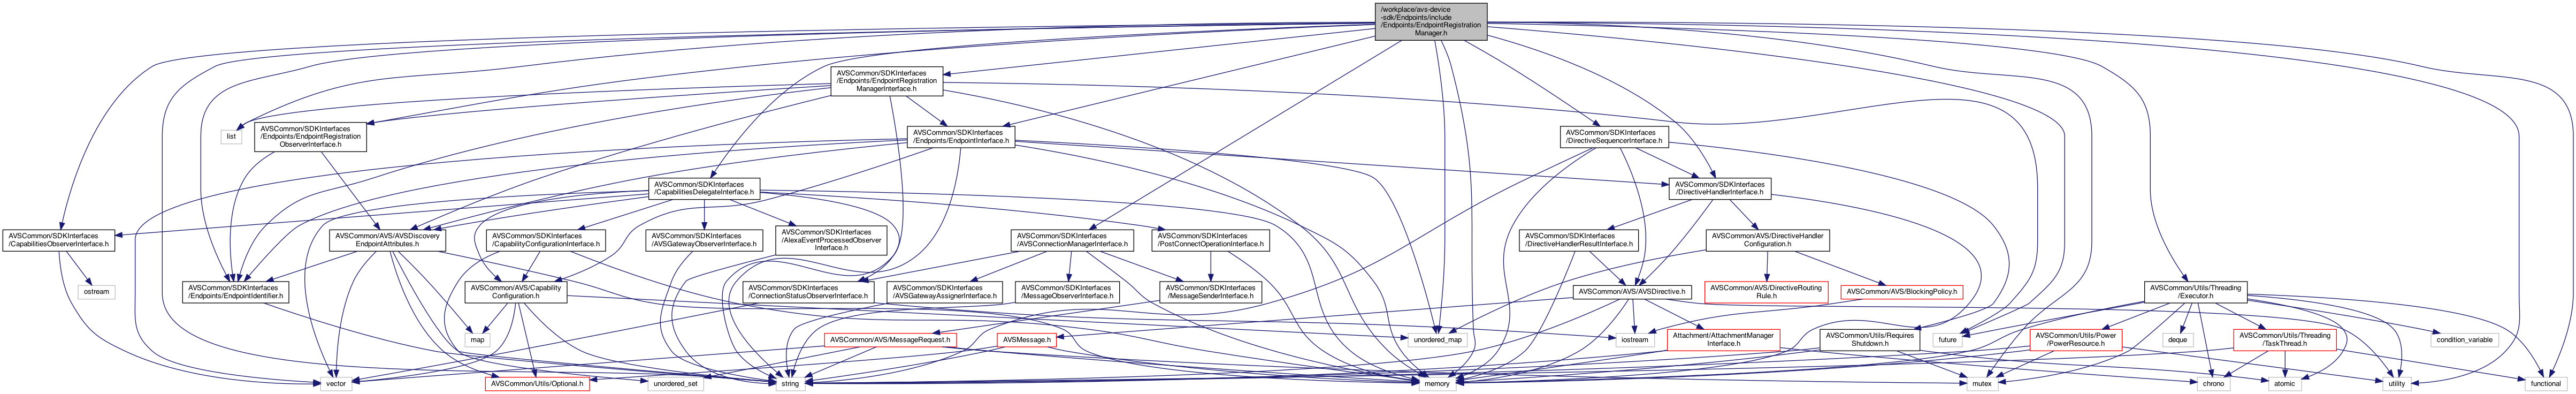 /workplace/avs-device
-sdk/Endpoints/include
/Endpoints/EndpointRegistration
Manager.h
AVSCommon/SDKInterfaces
/Endpoints/EndpointRegistration
ManagerInterface.h
list
AVSCommon/SDKInterfaces
/Endpoints/EndpointRegistration
ObserverInterface.h
AVSCommon/SDKInterfaces
/Endpoints/EndpointInterface.h
AVSCommon/SDKInterfaces
/DirectiveSequencerInterface.h
AVSCommon/SDKInterfaces
/CapabilitiesDelegateInterface.h
AVSCommon/SDKInterfaces
/DirectiveHandlerInterface.h
AVSCommon/SDKInterfaces
/CapabilitiesObserverInterface.h
AVSCommon/AVS/AVSDiscovery
EndpointAttributes.h
AVSCommon/SDKInterfaces
/CapabilityConfigurationInterface.h
AVSCommon/SDKInterfaces
/AVSGatewayObserverInterface.h
AVSCommon/SDKInterfaces
/AlexaEventProcessedObserver
Interface.h
AVSCommon/SDKInterfaces
/AVSConnectionManagerInterface.h
AVSCommon/SDKInterfaces
/PostConnectOperationInterface.h
AVSCommon/SDKInterfaces
/DirectiveHandlerResultInterface.h
AVSCommon/AVS/DirectiveHandler
Configuration.h
ostream
AVSCommon/SDKInterfaces
/Endpoints/EndpointIdentifier.h
AVSCommon/AVS/Capability
Configuration.h
AVSCommon/SDKInterfaces
/ConnectionStatusObserverInterface.h
AVSCommon/SDKInterfaces
/AVSGatewayAssignerInterface.h
AVSCommon/SDKInterfaces
/MessageObserverInterface.h
AVSCommon/SDKInterfaces
/MessageSenderInterface.h
AVSCommon/AVS/AVSDirective.h
AVSCommon/AVS/DirectiveRouting
Rule.h
AVSCommon/AVS/BlockingPolicy.h
AVSCommon/Utils/Threading
/Executor.h
map
AVSCommon/AVS/MessageRequest.h
AVSMessage.h
unordered_map
iostream
Attachment/AttachmentManager
Interface.h
AVSCommon/Utils/Requires
Shutdown.h
future
AVSCommon/Utils/Power
/PowerResource.h
deque
AVSCommon/Utils/Threading
/TaskThread.h
condition_variable
vector
AVSCommon/Utils/Optional.h
unordered_set
string
memory
mutex
chrono
atomic
utility
functional